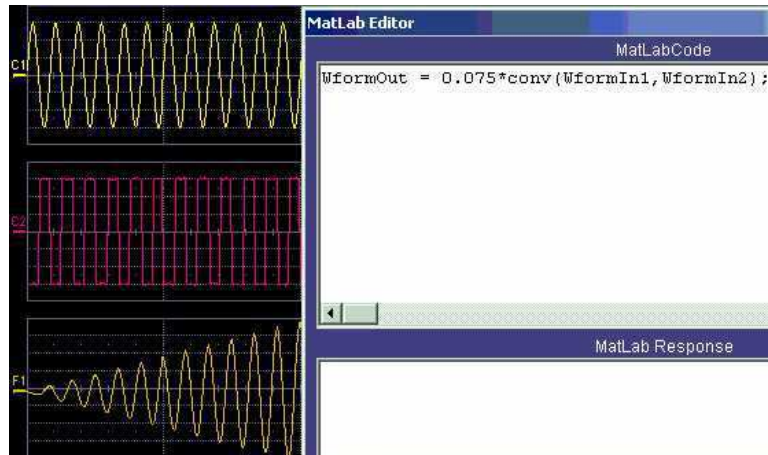 C1
C2
F1
MatLab Editor
MatLabCode
WformOut = 0.075*conv(WformIn1,WformIn2);
MatLab Response